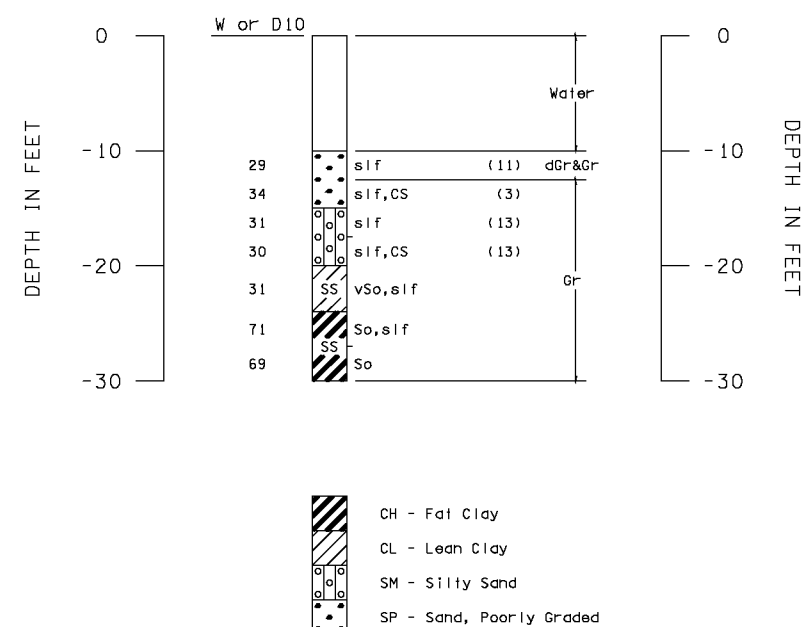 W or D10
0 0
Water
-10 -10
29 slf (11) dGr&Gr
34 slf,CS (3)
31 slf (13)
30 slf,CS (13)
-20 -20
Gr
31 SS vSo,slf
71 So,slf
SS
69 So
-30 -30
DEPTH IN FEET
DEPTH IN FEET
CH - Fat Clay
CL - Lean Clay
SM - Silty Sand
SP - Sand, Poorly Graded